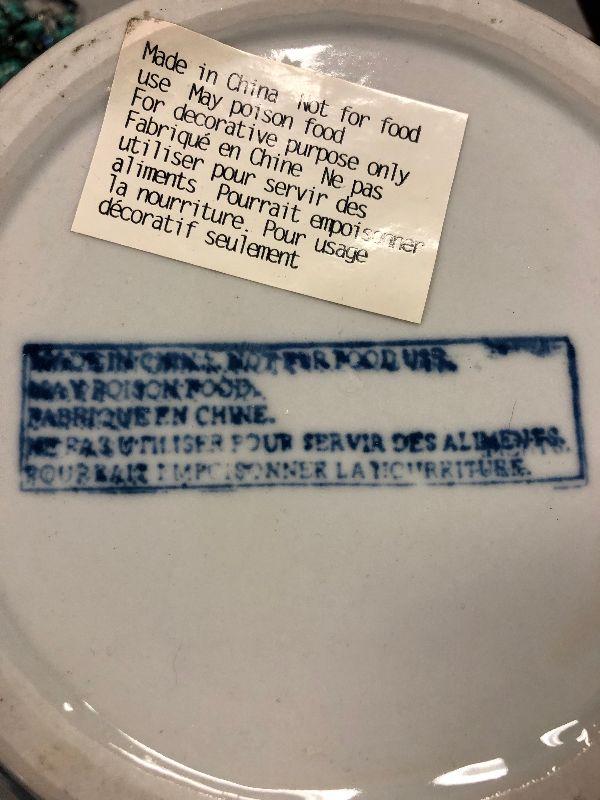 Made in China Not for food
use May poison food
For decorative purpose only
Fabriqué en Chine Ne pas
utiliser pour servir des
aliments Pourrait empoisonner
la nourriture. Pour usage
décoratif seulement
MADE IN CHINA. NOT FOR FOOD USE.
MAY POISON FOOD.
FABRIQUE EN CHINE.
NE PAS UTILISER POUR SERVIR DES ALIMENTS.
POURRAIT EMPOISONNER LA NOURRITURE.